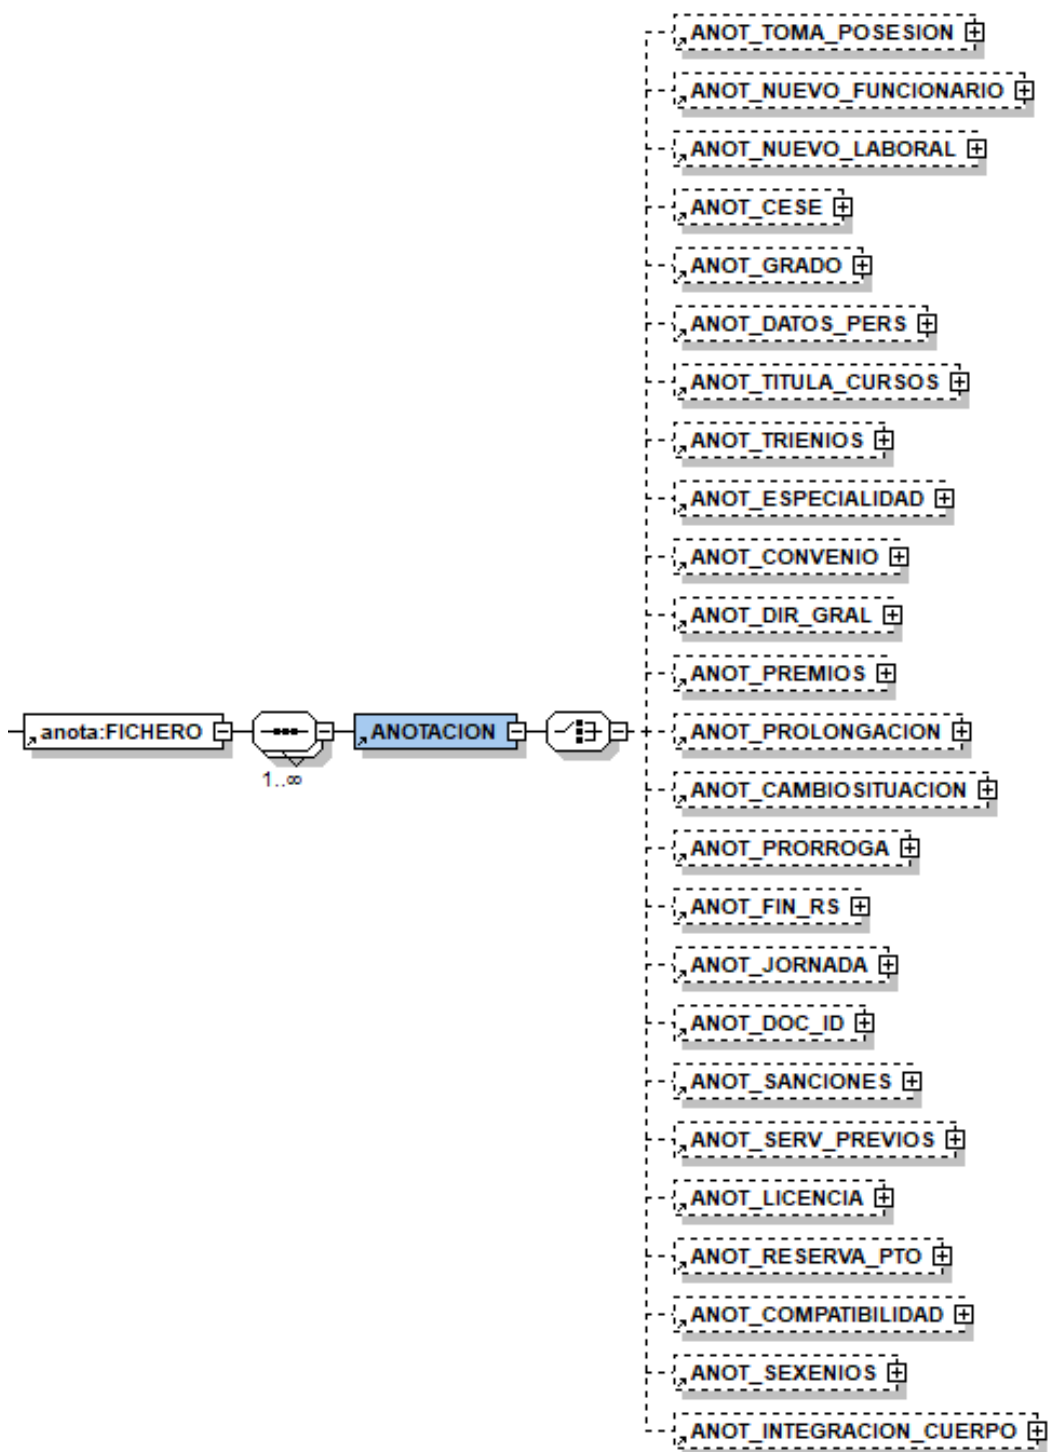 ANOT_TOMA_POSESION
ANOT_NUEVO_FUNCIONARIO
ANOT_NUEVO_LABORAL
ANOT_CESE
ANOT_GRADO
ANOT_DATOS_PERS
ANOT_TITULA_CURSOS
ANOT_TRIENIOS
ANOT_ESPECIALIDAD
ANOT_CONVENIO
ANOT_DIR_GRAL
ANOT_PREMIOS
anota:FICHERO
1..∞
ANOTACION
ANOT_PROLONGACION
ANOT_CAMBIOSITUACION
ANOT_PRORROGA
ANOT_FIN_RS
ANOT_JORNADA
ANOT_DOC_ID
ANOT_SANCIONES
ANOT_SERV_PREVIOS
ANOT_LICENCIA
ANOT_RESERVA_PTO
ANOT_COMPATIBILIDAD
ANOT_SEXENIOS
ANOT_INTEGRACION_CUERPO